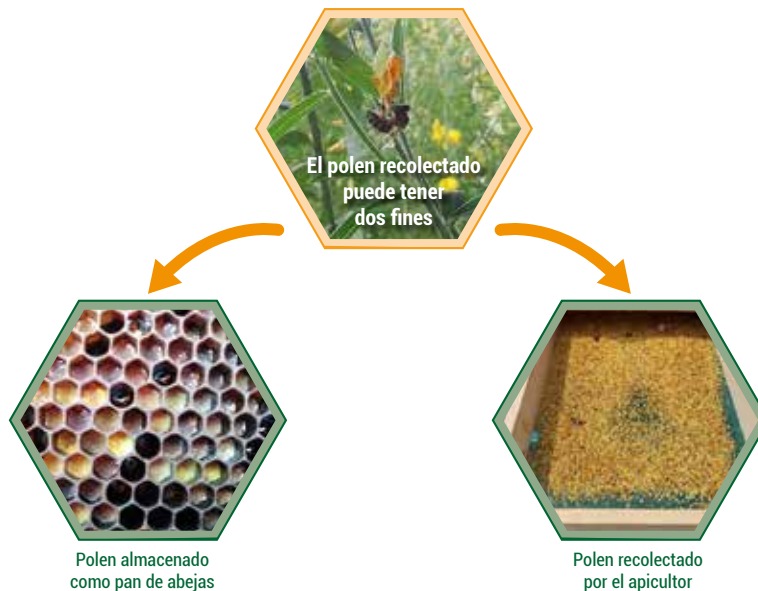 El polen recolectado
puede tener
dos fines
Polen almacenado
como pan de abejas
Polen recolectado
por el apicultor